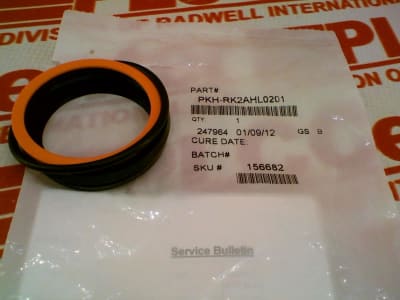 DIVISION OF RADWELL INTERNATIONAL
PART#
PKH-RK2AHL0201
QTY 1
247964 01/09/12 GS B
CURE DATE:
BATCH#
SKU # 156682
Service Bulletin